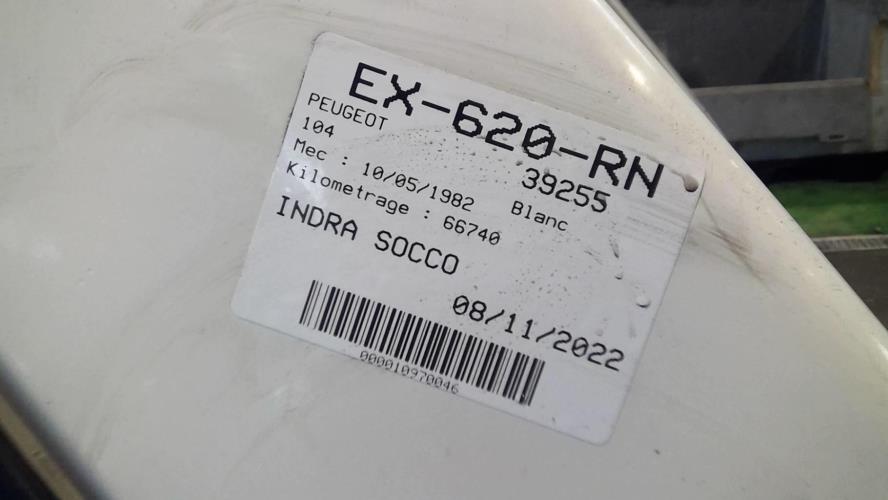 EX-620-RN
PEUGEOT 39255
104
Mec : 10/05/1982 Blanc
Kilometrage : 66740
INDRA SOCCO
08/11/2022
000010970046